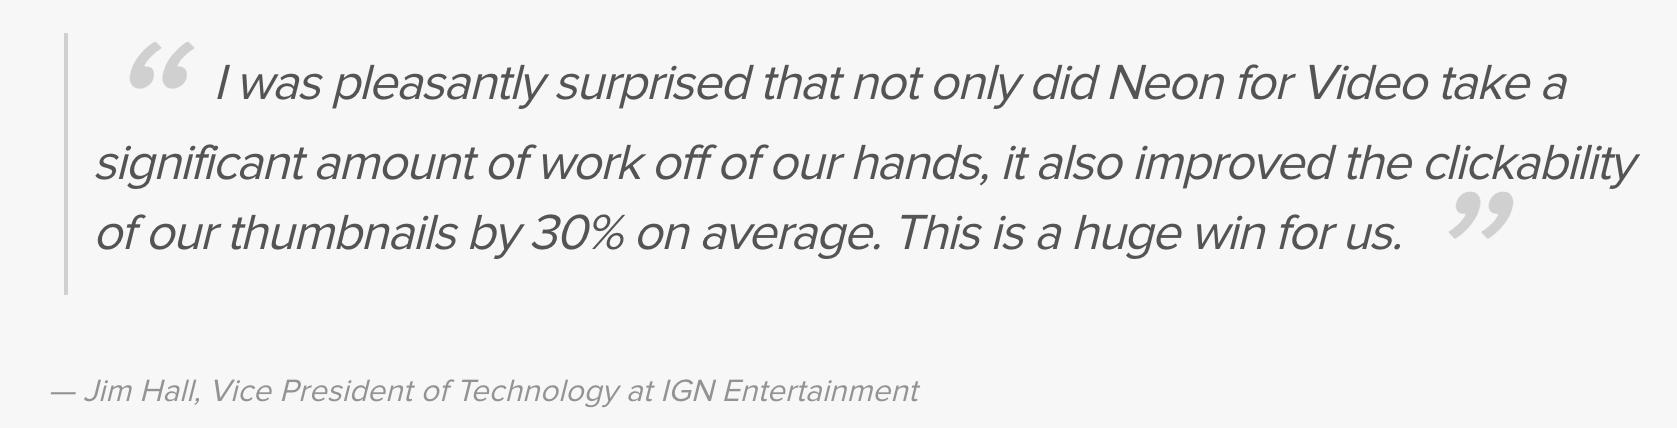 “ I was pleasantly surprised that not only did Neon for Video take a
significant amount of work off of our hands, it also improved the clickability
of our thumbnails by 30% on average. This is a huge win for us. ”
— Jim Hall, Vice President of Technology at IGN Entertainment